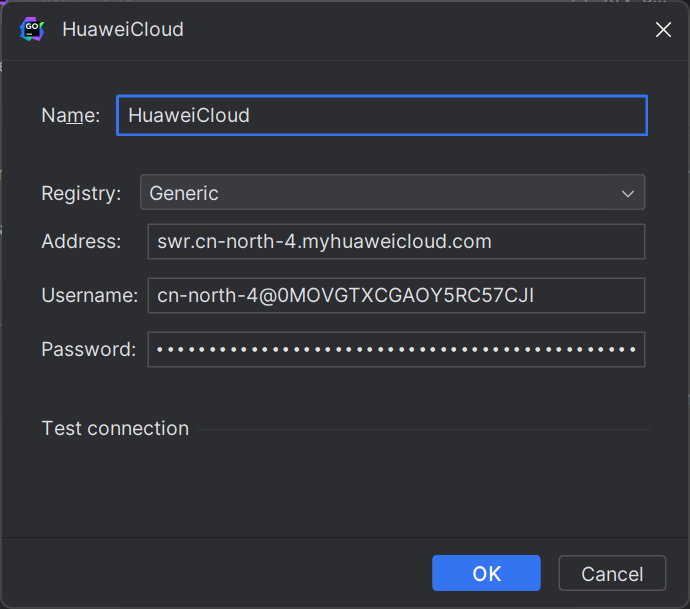 GO HuaweiCloud
Name: HuaweiCloud
Registry: Generic
Address: swr.cn-north-4.myhuaweicloud.com
Username: cn-north-4@0MOVGTXCGAOY5RC57CJI
Password: ••••••••••••••••••••••••••••••••••••••••
Test connection
OK Cancel